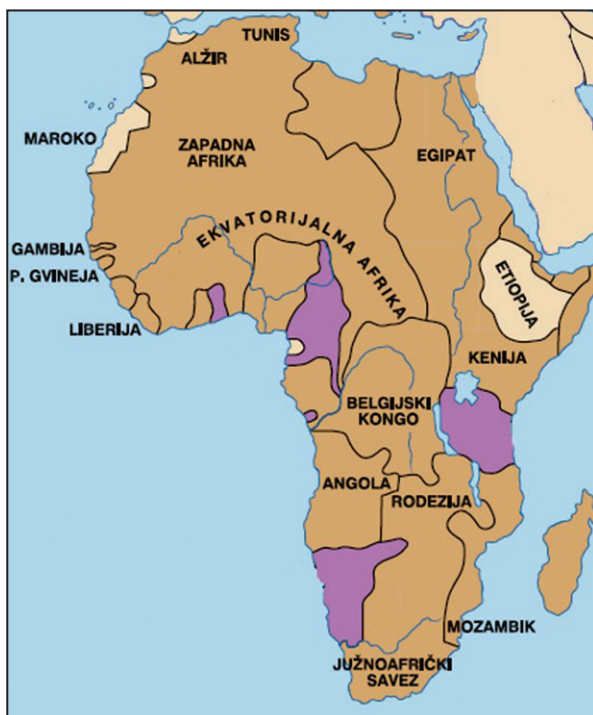 TUNIS
ALŽIR
MAROKO
ZAPADNA
AFRIKA
EGIPAT
EKVATORIJALNA AFRIKA
GAMBIJA
P. GVINEJA
LIBERIJA
ETIOPIJA
KENIJA
BELGIJSKI
KONGO
ANGOLA
RODEZIJA
MOZAMBIK
JUŽNOAFRIČKI
SAVEZ